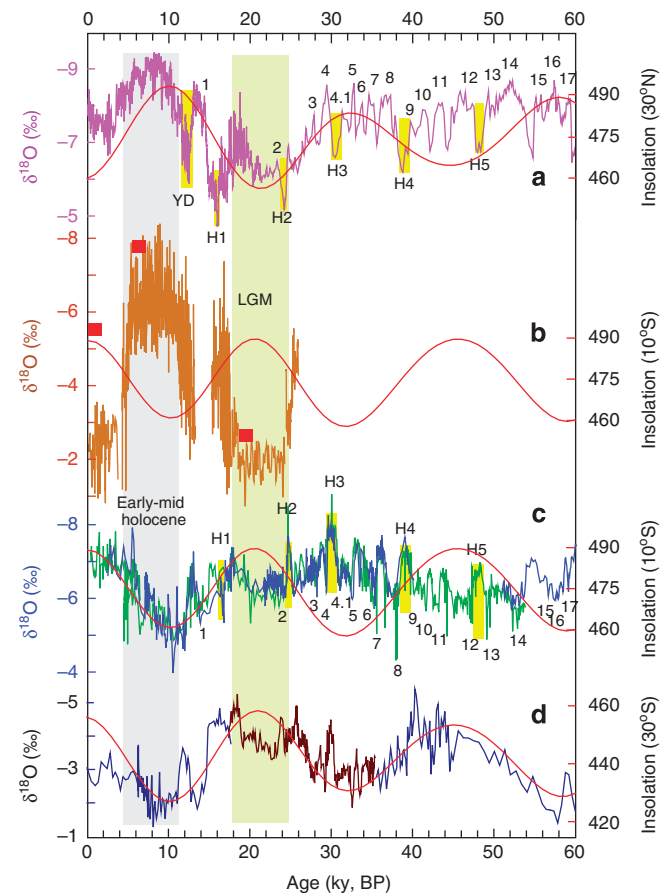 0 10 20 30 40 50 60
–9
–7
–5
δ18O (‰)
1
YD
H1
2
H2
3
4
4.1
H3
5
6
7
8
9
H4
10
11
12
H5
13
14
15
16
17
a
490
475
460
Insolation (30°N)
–8
–6
–4
–2
δ18O (‰)
LGM
b
490
475
460
Insolation (10°S)
Early-mid
holocene
–8
–6
–4
δ18O (‰)
H1
H2
H3
H4
H5
c
1
2
3
4
4.1
5
6
7
8
9
10
11
12
13
14
15
16
17
490
475
460
Insolation (10°S)
–5
–3
–1
δ18O (‰)
d
460
440
420
Insolation (30°S)
0 10 20 30 40 50 60
Age (ky, BP)